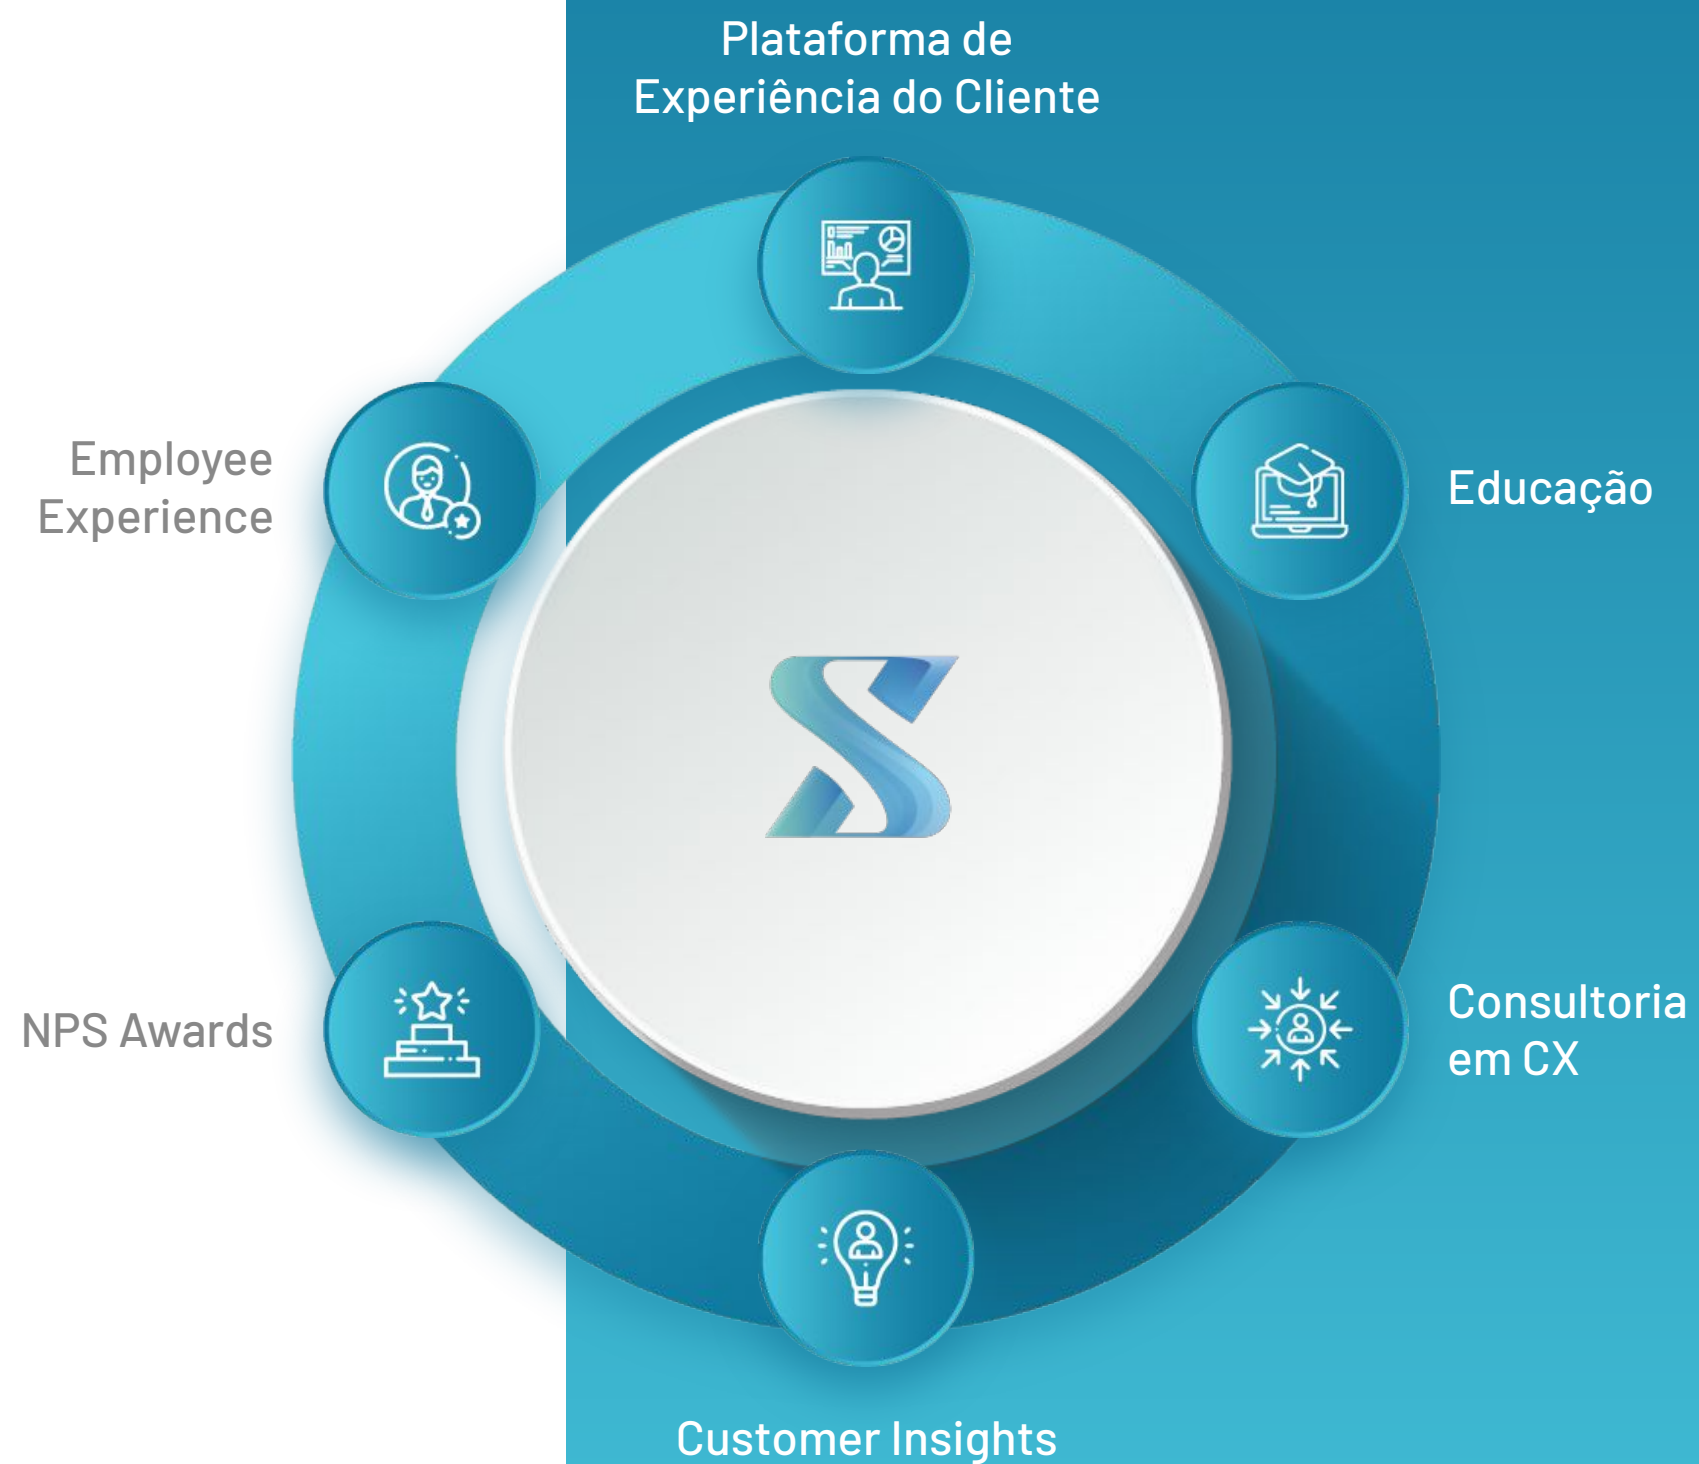 Plataforma de
Experiência do Cliente
Employee
Experience
Educação
NPS Awards
Consultoria
em CX
Customer Insights